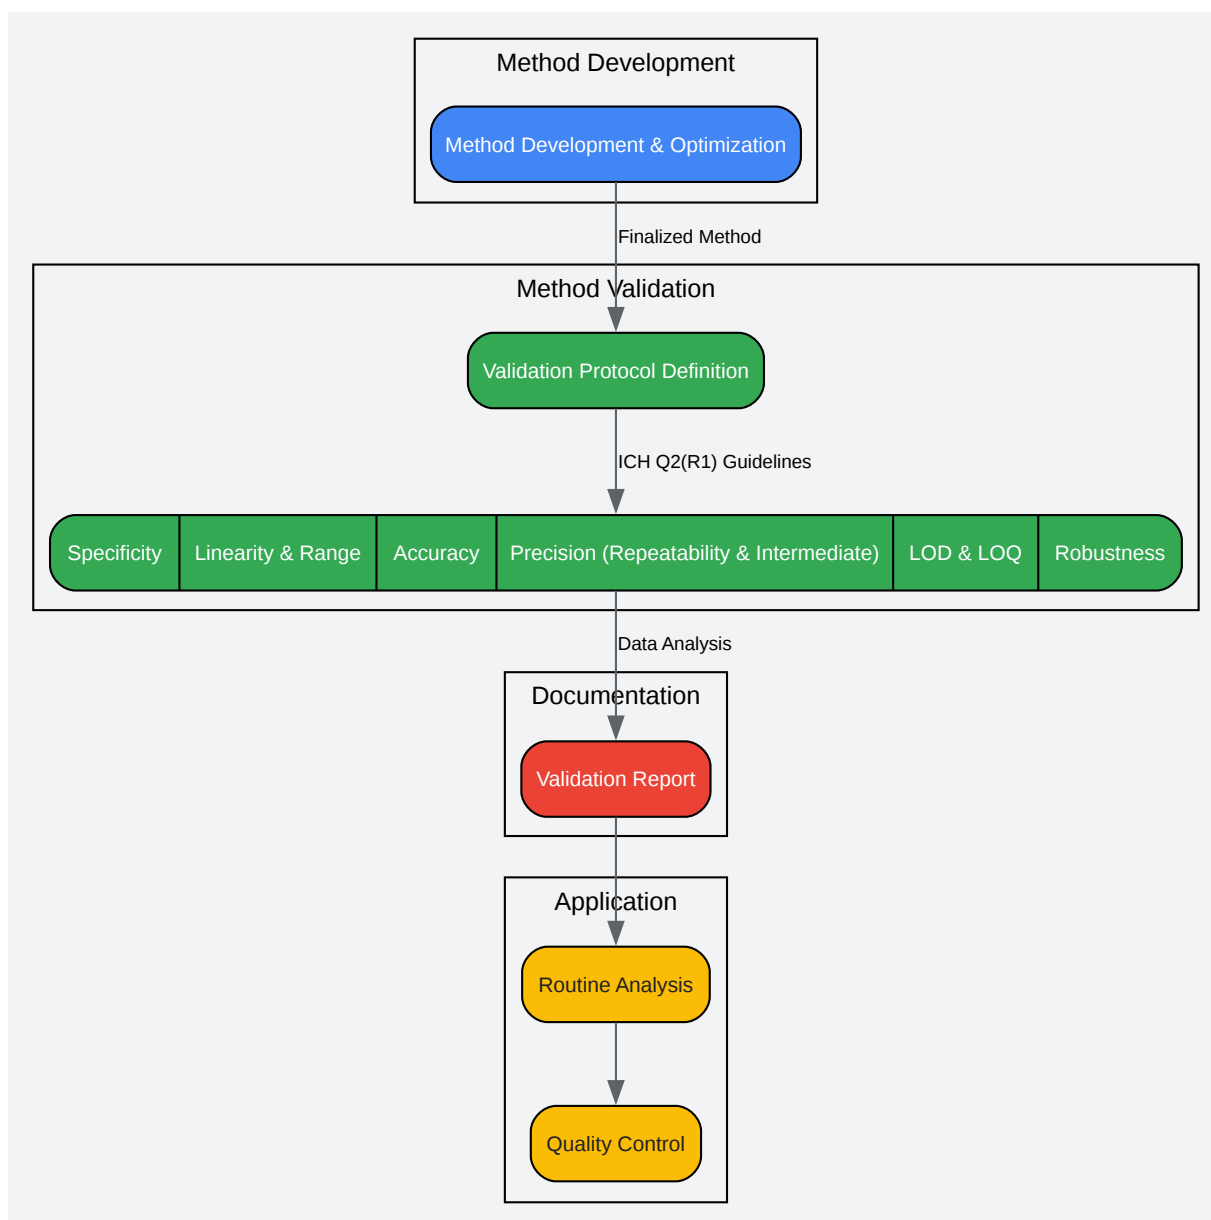 Method Development
Method Development & Optimization
Finalized Method
Method Validation
Validation Protocol Definition
ICH Q2(R1) Guidelines
Specificity
Linearity & Range
Accuracy
Precision (Repeatability & Intermediate)
LOD & LOQ
Robustness
Data Analysis
Documentation
Validation Report
Application
Routine Analysis
Quality Control